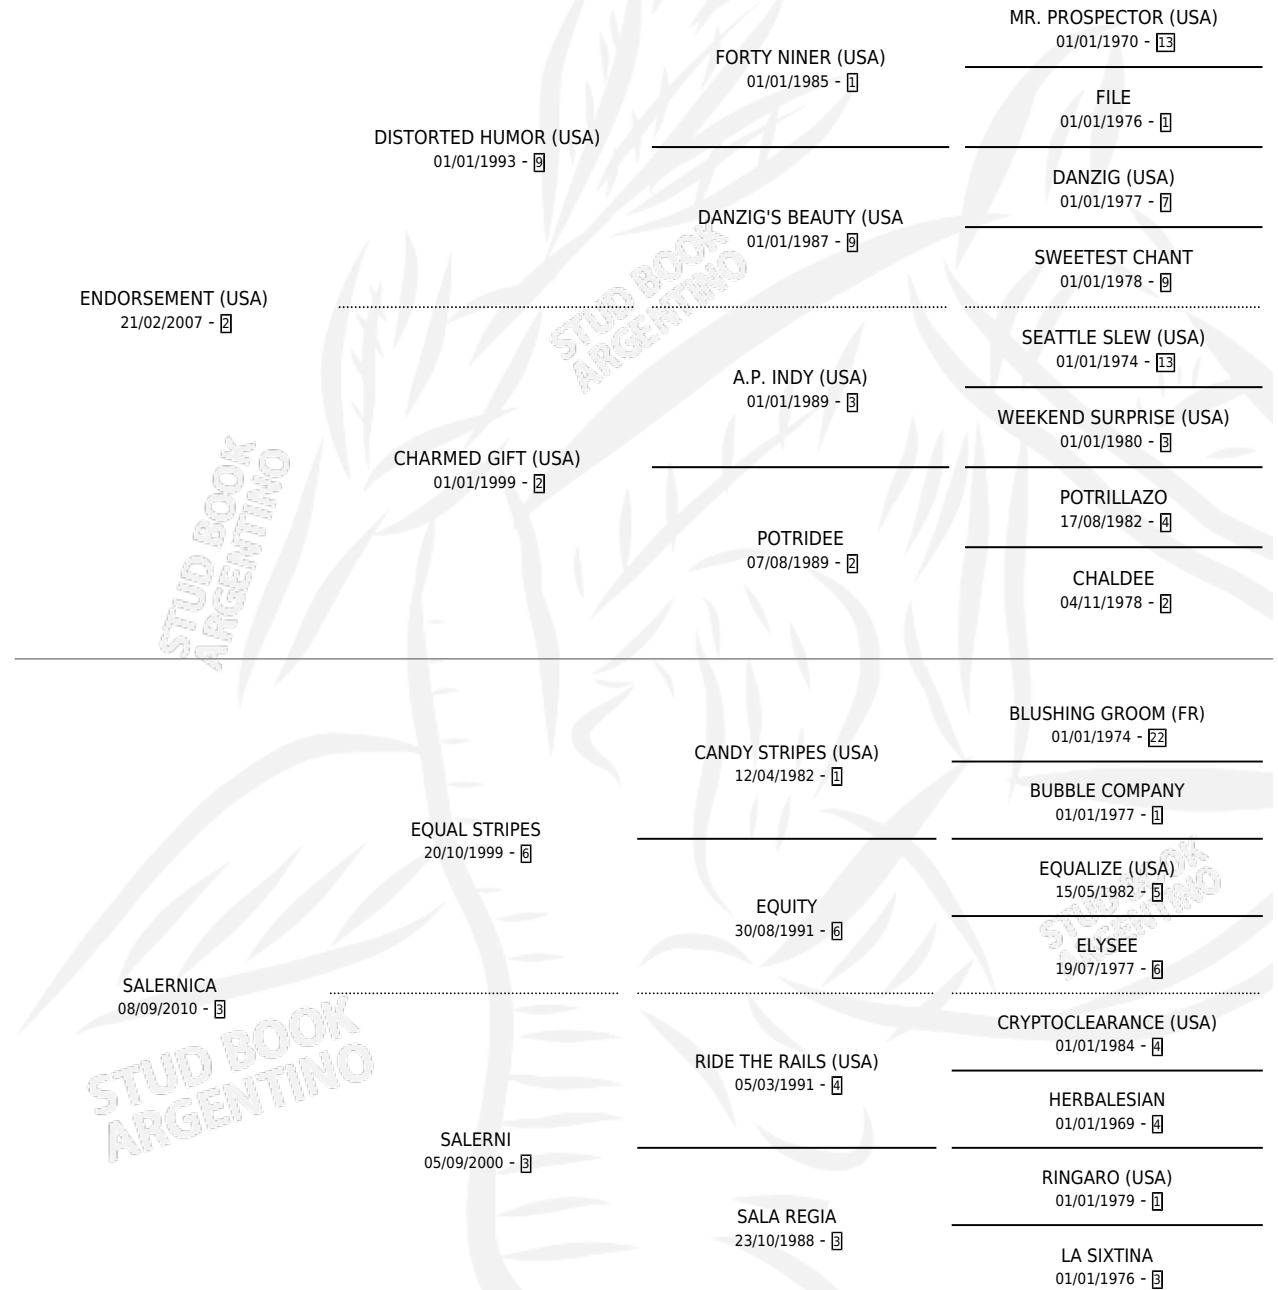 MR. PROSPECTOR (USA)
01/01/1970 - 13
FORTY NINER (USA)
01/01/1985 - 1
FILE
01/01/1976 - 1
DISTORTED HUMOR (USA)
01/01/1993 - 9
DANZIG (USA)
01/01/1977 - 7
DANZIG'S BEAUTY (USA
01/01/1987 - 9
SWEETEST CHANT
01/01/1978 - 9
ENDORSEMENT (USA)
21/02/2007 - 2
SEATTLE SLEW (USA)
01/01/1974 - 13
A.P. INDY (USA)
01/01/1989 - 3
WEEKEND SURPRISE (USA)
01/01/1980 - 3
CHARMED GIFT (USA)
01/01/1999 - 2
POTRILLAZO
17/08/1982 - 4
POTRIDEE
07/08/1989 - 2
CHALDEE
04/11/1978 - 2
STUD BOOK
ARGENTINO
STUD BOOK
ARGENTINO
BLUSHING GROOM (FR)
01/01/1974 - 22
CANDY STRIPES (USA)
12/04/1982 - 1
BUBBLE COMPANY
01/01/1977 - 1
EQUAL STRIPES
20/10/1999 - 6
EQUALIZE (USA)
15/05/1982 - 5
EQUITY
30/08/1991 - 6
ELYSEE
19/07/1977 - 6
SALERNICA
08/09/2010 - 3
CRYPTOCLEARANCE (USA)
01/01/1984 - 4
RIDE THE RAILS (USA)
05/03/1991 - 4
HERBALESIAN
01/01/1969 - 4
SALERNI
05/09/2000 - 3
RINGARO (USA)
01/01/1979 - 1
SALA REGIA
23/10/1988 - 3
LA SIXTINA
01/01/1976 - 3
STUD BOOK
ARGENTINO
STUD BOOK
ARGENTINO